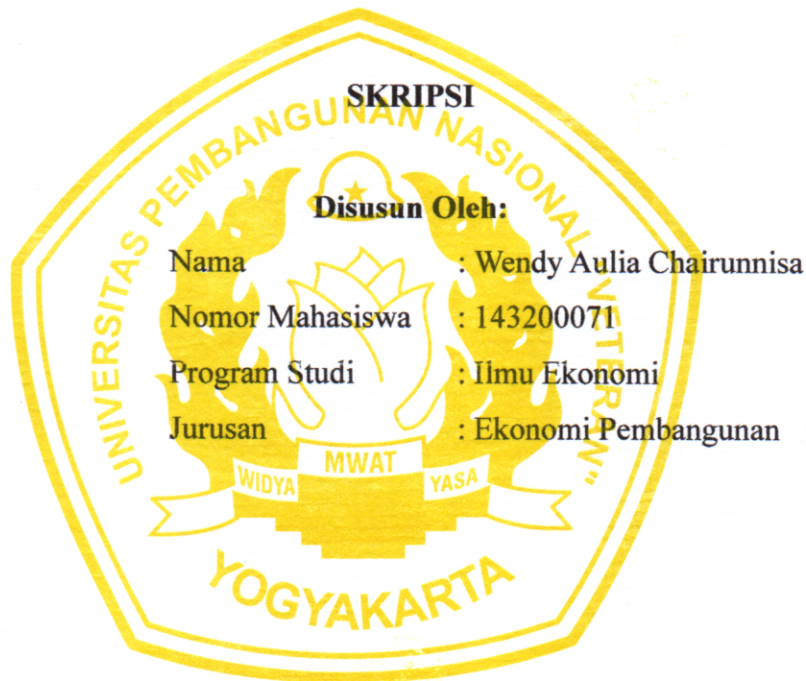 SKRIPSI
UNIVERSITAS PEMBANGUNAN NASIONAL "VETERAN"
Disusun Oleh:
Nama : Wendy Aulia Chairunnisa
Nomor Mahasiswa : 143200071
Program Studi : Ilmu Ekonomi
Jurusan : Ekonomi Pembangunan
WIDYA MWAT YASA
YOGYAKARTA